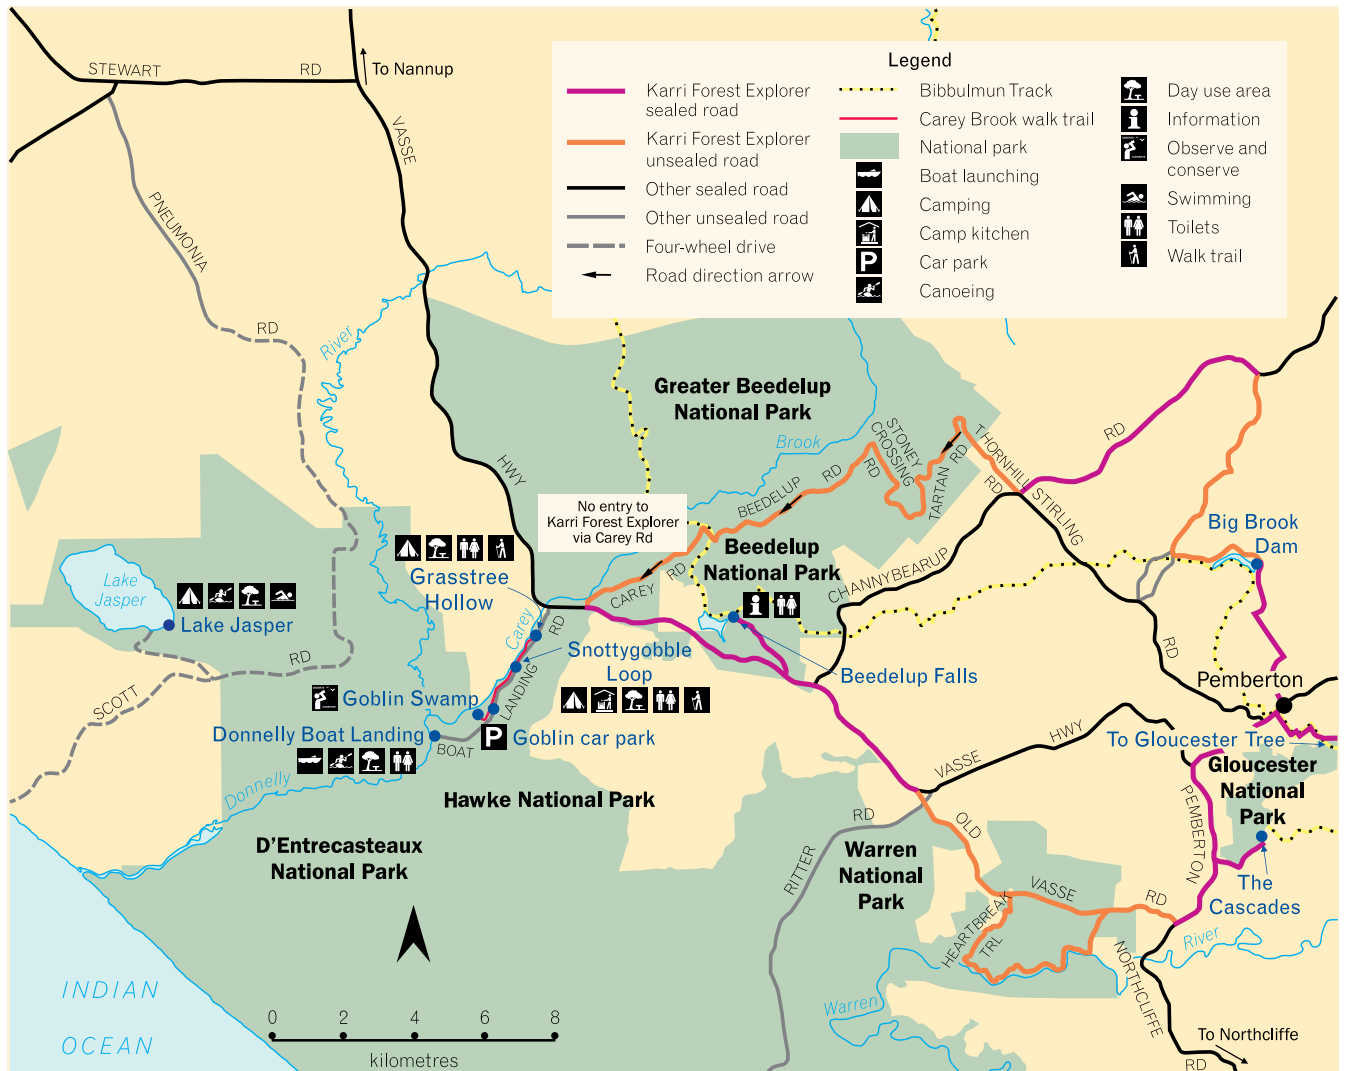 Legend
Karri Forest Explorer
sealed road
Karri Forest Explorer
unsealed road
Other sealed road
Other unsealed road
Four-wheel drive
Road direction arrow
Bibbulmun Track
Carey Brook walk trail
National park
Boat launching
Camping
Camp kitchen
P
Car park
Canoeing
Day use area
Information
Observe and
conserve
Swimming
Toilets
Walk trail
STEWART RD
To Nannup
VASSE
HWY
PNEUMONIA
RD
River
Greater Beedelup
National Park
Brook
STONEY
CROSSING
RD
THORNHILL
RD
TARTAN
RD
BEEDELUP
RD
RD
STIRLING
RD
No entry to
Karri Forest Explorer
via Carey Rd
Beedelup
National Park
Big Brook
Dam
CHANNYBEARUP
CAREY
RD
Grasstree
Hollow
Carey
RD
LANDING
BOAT
Lake
Jasper
Lake Jasper
RD
SCOTT
Snottygobble
Loop
Beedelup Falls
Goblin Swamp
Donnelly Boat Landing
P
Goblin car park
Pemberton
To Gloucester Tree
Gloucester
National
Park
VASSE
HWY
Donnelly
Hawke National Park
D'Entrecasteaux
National Park
RITTER
RD
OLD
VASSE
RD
Warren
National
Park
PEMBERTON
The
Cascades
HEARTBREAK
TRL
NORTHCLIFFE
RD
River
Warren
To Northcliffe
INDIAN
OCEAN
0 2 4 6 8
kilometres